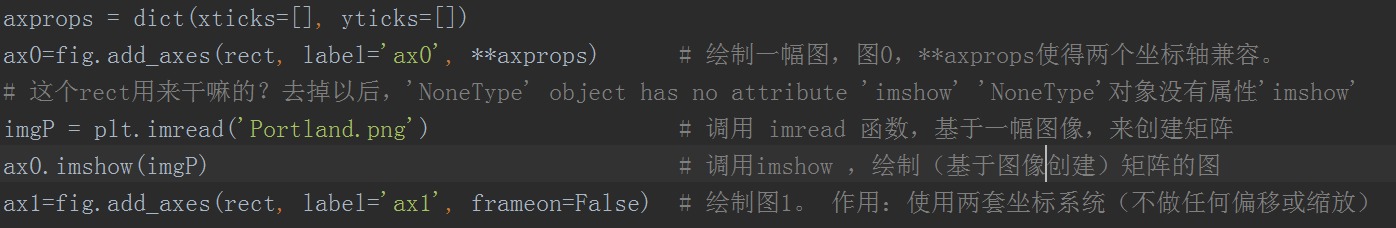 axprops = dict(xticks=[], yticks=[])
ax0=fig.add_axes(rect, label='ax0', **axprops) # 绘制一幅图，图0，**axprops使得两个坐标轴兼容。
# 这个rect用来干嘛的？去掉以后，'NoneType' object has no attribute 'imshow' 'NoneType'对象没有属性'imshow'
imgP = plt.imread('Portland.png') # 调用 imread 函数，基于一幅图像，来创建矩阵
ax0.imshow(imgP) # 调用imshow ，绘制（基于图像创建）矩阵的图
ax1=fig.add_axes(rect, label='ax1', frameon=False) # 绘制图1。 作用：使用两套坐标系统（不做任何偏移或缩放）